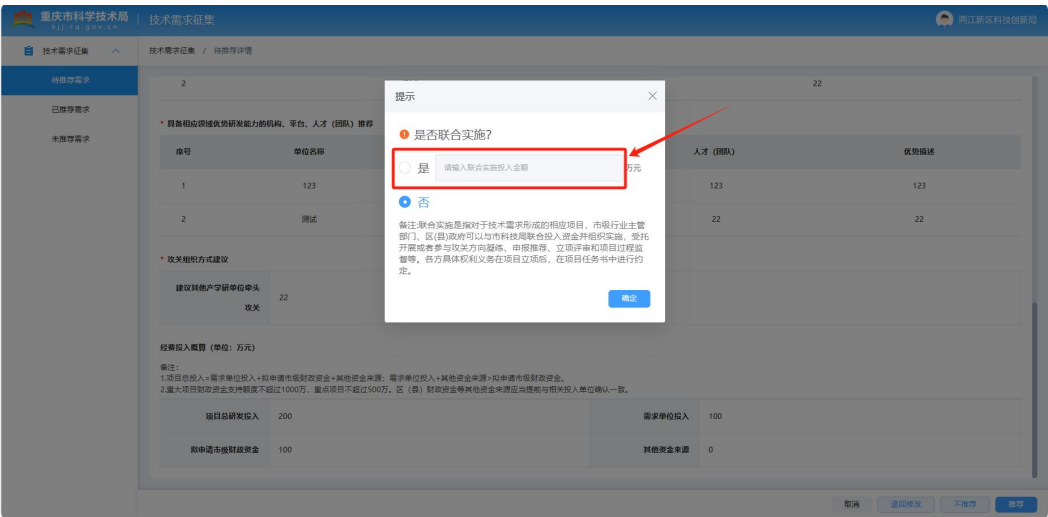 重庆市科学技术局
kjj.cq.gov.cn
技术需求征集
两江新区科技创新局
技术需求征集
技术需求征集 / 待推荐详情
待推荐需求
已推荐需求
未推荐需求
2 22
* 具备相应领域优势研发能力的机构、平台、人才（团队）推荐
序号 单位名称 人才（团队） 优势描述
1 123 123 123
2 测试 22 22
提示
是否联合实施?
是 请输入联合实施投入金额 万元
否
备注:联合实施是指对于技术需求形成的相应项目，市级行业主管
部门、区(县)政府可以与市科技局联合投入资金并组织实施，受托
开展或者参与攻关方向凝练、申报推荐、立项评审和项目过程监
督等。各方具体权利义务在项目立项后，在项目任务书中进行约
定。
确定
* 攻关组织方式建议
建议其他产学研单位牵头
攻关
22
经费投入概算（单位：万元）
备注：
1.项目总投入=需求单位投入+拟申请市级财政资金+其他资金来源；需求单位投入+其他资金来源>拟申请市级财政资金。
2.重大项目财政资金支持额度不超过1000万，重点项目不超过500万。区（县）财政资金等其他资金来源应当提前与相关投入单位确认一致。
项目总研发投入 200 需求单位投入 100
拟申请市级财政资金 100 其他资金来源 0
取消 退回修改 不推荐 推荐